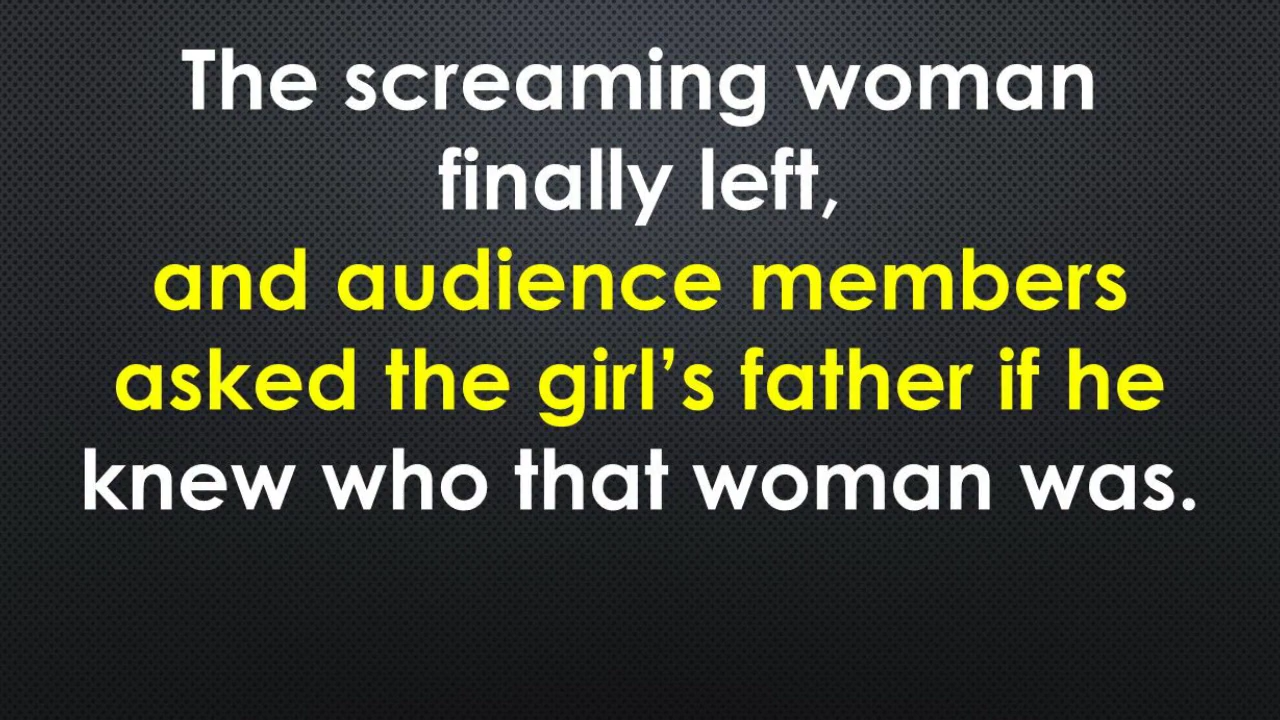 The screaming woman
finally left,
and audience members
asked the girl’s father if he
knew who that woman was.